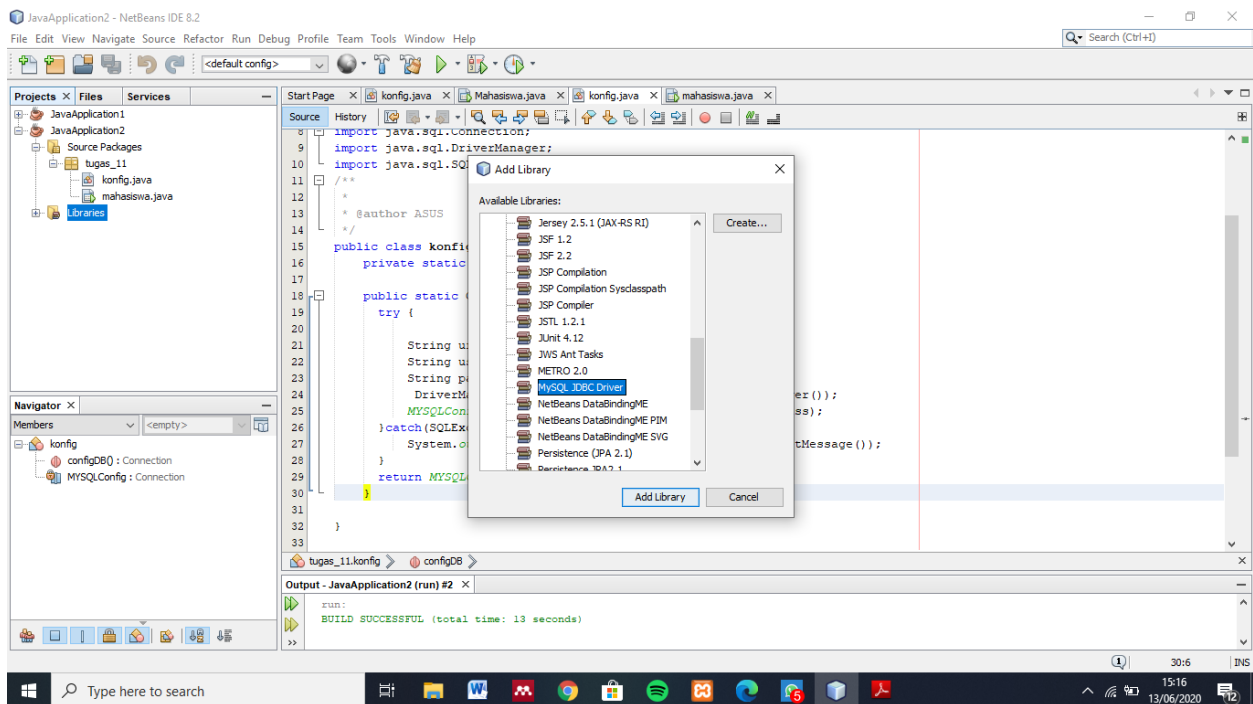 JavaApplication2 - NetBeans IDE 8.2
File Edit View Navigate Source Refactor Run Debug Profile Team Tools Window Help
Search (Ctrl+I)
<default config>
Projects Files Services
JavaApplication1
JavaApplication2
Source Packages
tugas_11
konfig.java
mahasiswa.java
Libraries
Navigator
Members <empty>
konfig
configDB() : Connection
MYSQLConfig : Connection
Start Page konfig.java Mahasiswa.java konfig.java mahasiswa.java
Source History
8 import java.sql.Connection;
9 import java.sql.DriverManager;
10 import java.sql.SQ
11 /**
12 *
13 * @author ASUS
14 */
15 public class konfi
16 private static
17
18 public static
19 try {
20
21 String u
22 String u
23 String pa
24 DriverM er());
25 MYSQLCon ss);
26 }catch(SQLExc
27 System.o tMessage());
28 }
29 return MYSQL
30 }
31
32 }
33
Add Library
Available Libraries:
Jersey 2.5.1 (JAX-RS RI)
JSF 1.2
JSF 2.2
JSP Compilation
JSP Compilation Sysclasspath
JSP Compiler
JSTL 1.2.1
JUnit 4.12
JWS Ant Tasks
METRO 2.0
MySQL JDBC Driver
NetBeans DataBindingME
NetBeans DataBindingME PIM
NetBeans DataBindingME SVG
Persistence (JPA 2.1)
Persistence JPA2.1
Create...
Add Library Cancel
tugas_11.konfig configDB
Output - JavaApplication2 (run) #2
run:
BUILD SUCCESSFUL (total time: 13 seconds)
1 30:6 INS
Type here to search
15:16
13/06/2020
5
12